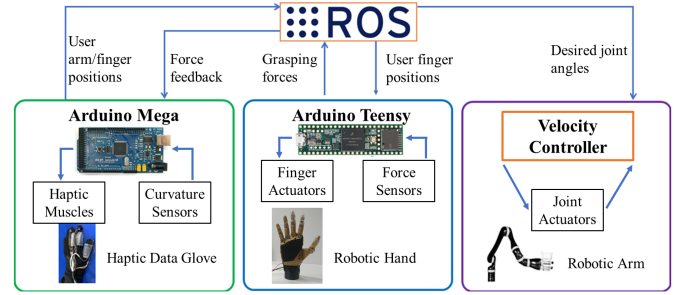 ROS
User
arm/finger
positions
Force
feedback
Grasping
forces
User finger
positions
Desired joint
angles
Arduino Mega
Haptic
Muscles
Curvature
Sensors
Haptic Data Glove
Arduino Teensy
Finger
Actuators
Force
Sensors
Robotic Hand
Velocity
Controller
Joint
Actuators
Robotic Arm